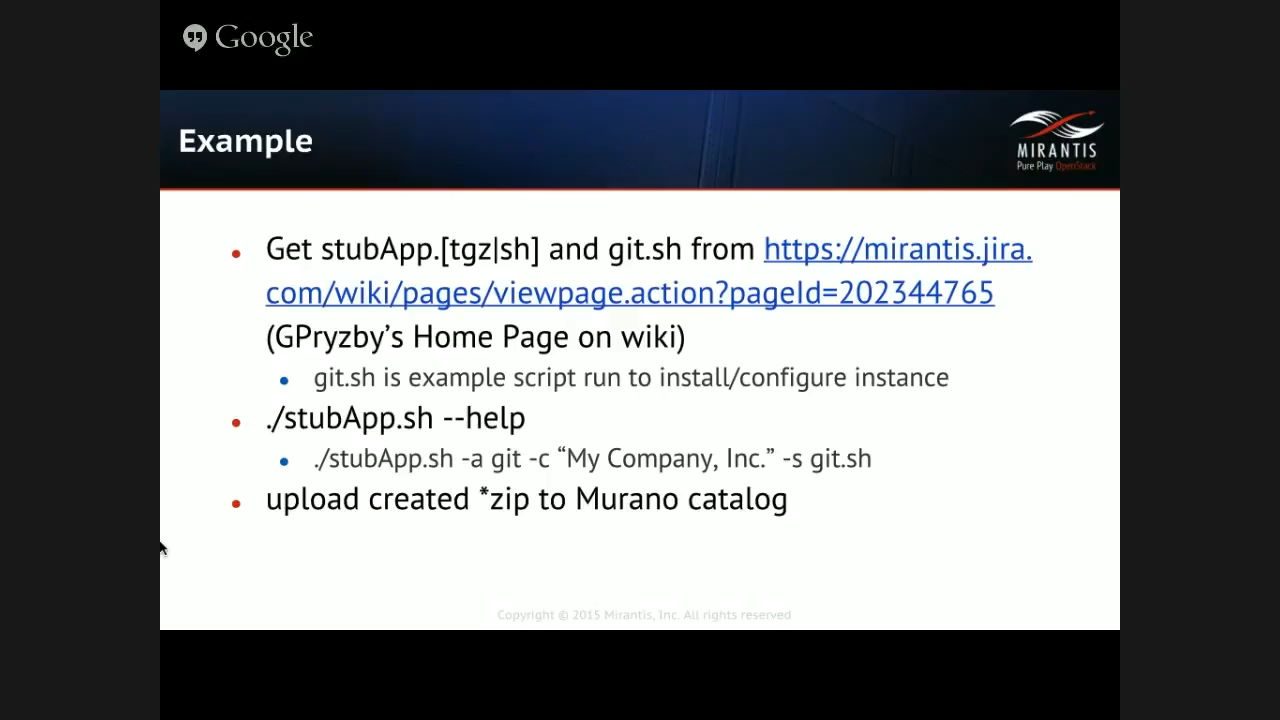 Google
Example
MIRANTIS
Pure Play OpenStack
• Get stubApp.[tgz|sh] and git.sh from https://mirantis.jira.
com/wiki/pages/viewpage.action?pageId=202344765
(GPryzby’s Home Page on wiki)
• git.sh is example script run to install/configure instance
• ./stubApp.sh --help
• ./stubApp.sh -a git -c “My Company, Inc.” -s git.sh
• upload created *zip to Murano catalog
Copyright © 2015 Mirantis, Inc. All rights reserved